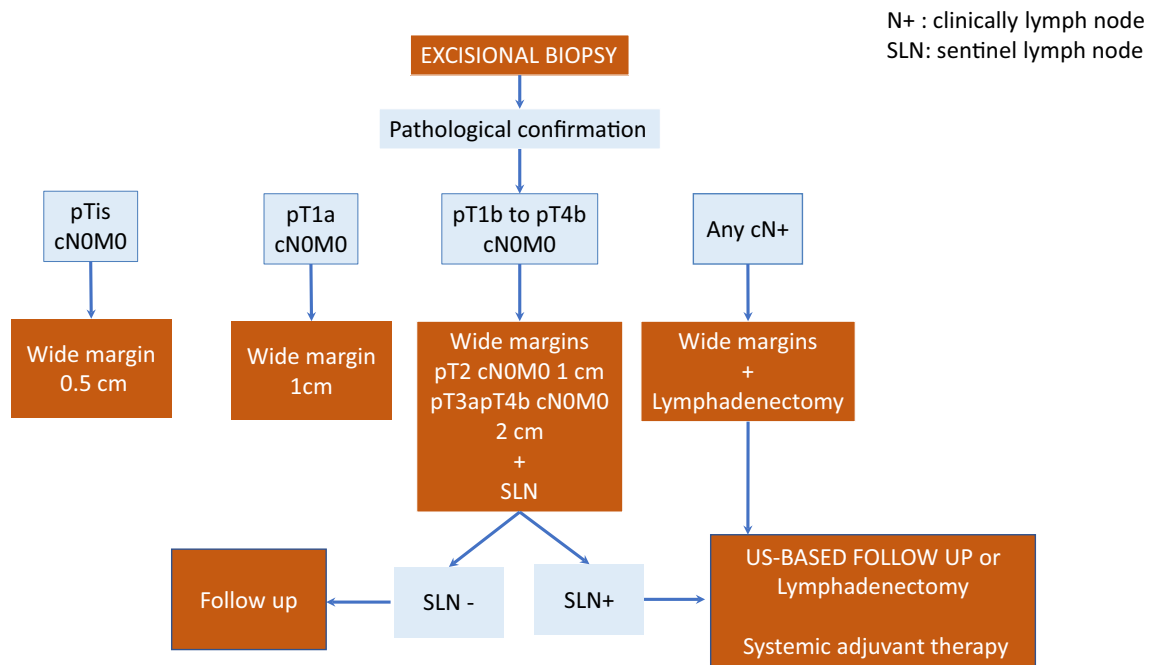 N+ : clinically lymph node
SLN: sentinel lymph node
EXCISIONAL BIOPSY
Pathological confirmation
pTis
cN0M0
pT1a
cN0M0
pT1b to pT4b
cN0M0
Any cN+
Wide margin
0.5 cm
Wide margin
1cm
Wide margins
pT2 cN0M0 1 cm
pT3apT4b cN0M0
2 cm
+
SLN
Wide margins
+
Lymphadenectomy
Follow up
SLN -
SLN+
US-BASED FOLLOW UP or
Lymphadenectomy
Systemic adjuvant therapy